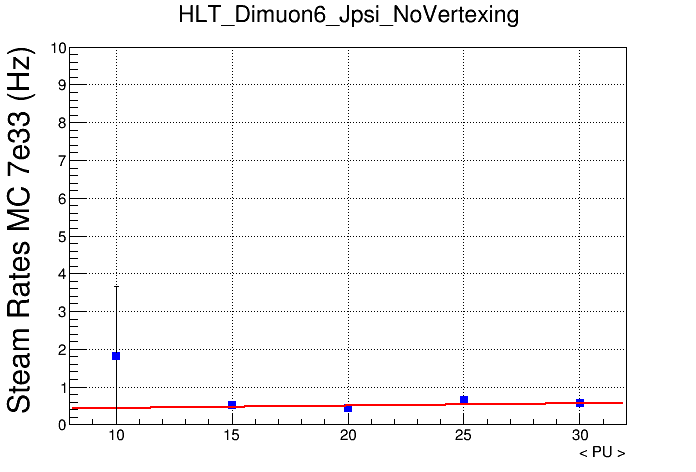 HLT_Dimuon6_Jpsi_NoVertexing
Steam Rates MC 7e33 (Hz)
10
9
8
7
6
5
4
3
2
1
0
10 15 20 25 30
< PU >